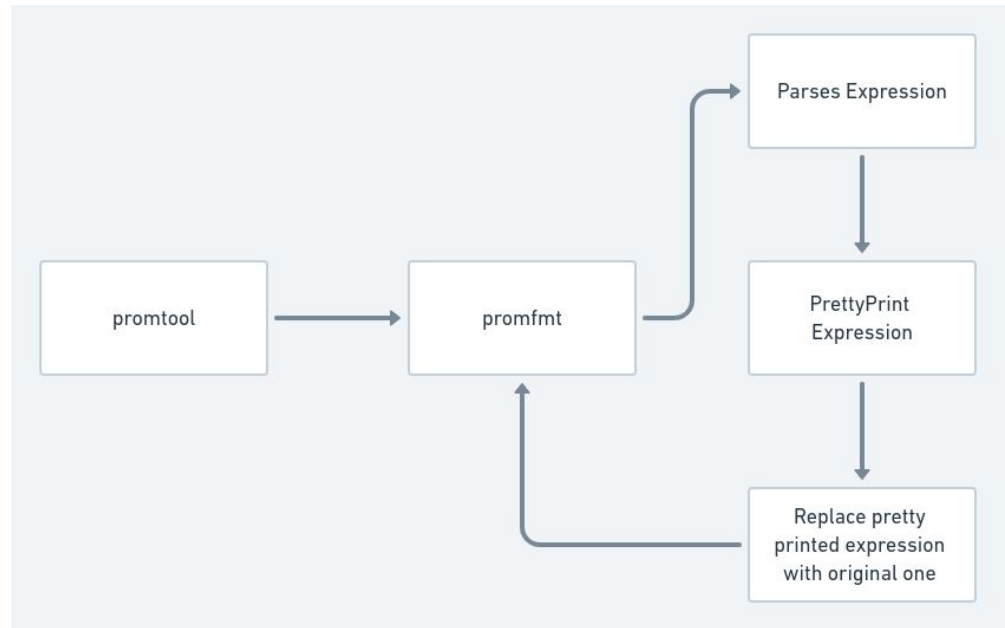 Parses Expression
promtool
promfmt
PrettyPrint
Expression
Replace pretty
printed expression
with original one